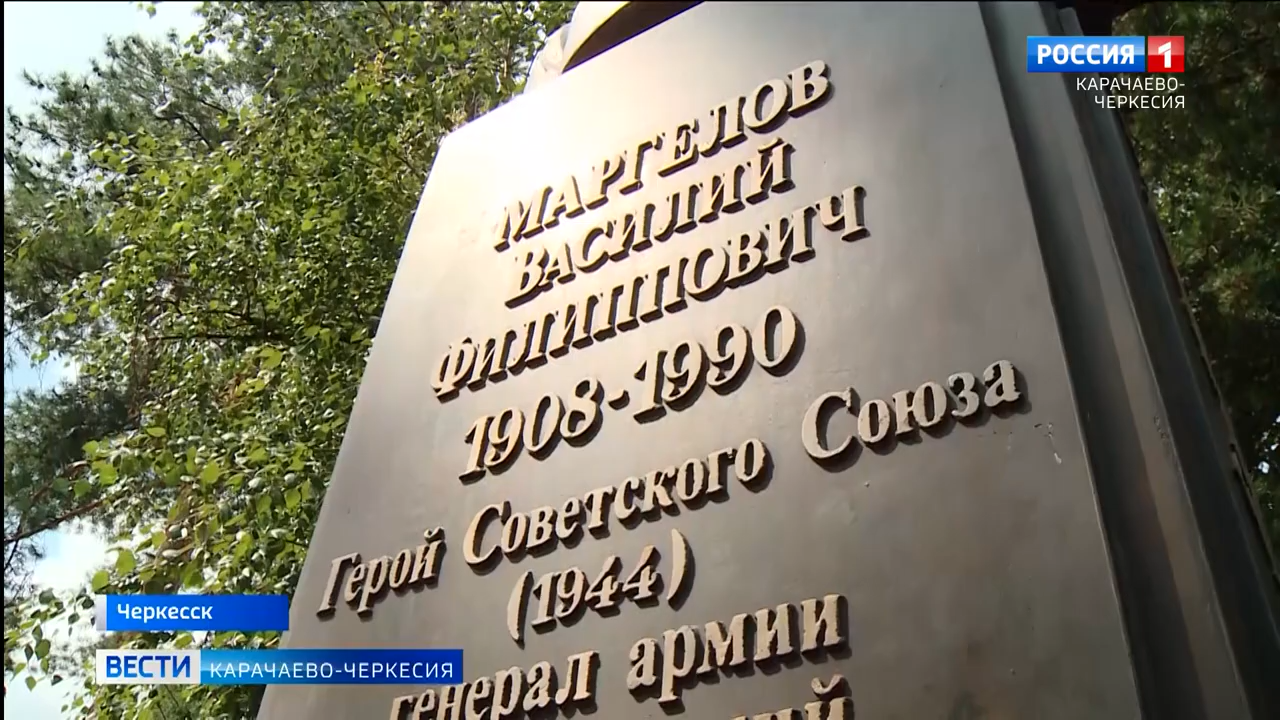 РОССИЯ 1
КАРАЧАЕВО-
ЧЕРКЕСИЯ
МАРГЕЛОВ
ВАСИЛИЙ
ФИЛИППОВИЧ
1908-1990
Герой Советского Союза
(1944)
генерал армии
Черкесск
ВЕСТИ КАРАЧАЕВО-ЧЕРКЕСИЯ